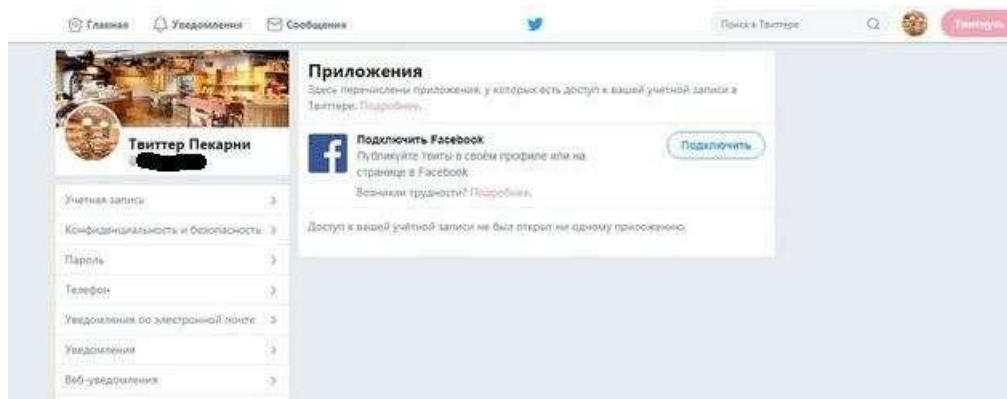 Главная
Уведомления
Сообщения
Поиск в Твиттере
Твитнуть
Твиттер Пекарни
Учетная запись
Конфиденциальность и безопасность
Пароль
Телефон
Уведомления по электронной почте
Уведомления
Веб-уведомления
Приложения
Здесь перечислены приложения, у которых есть доступ к вашей учетной записи в
Твиттере. Подробнее.
Подключить Facebook
Публикуйте твиты в своём профиле или на
странице в Facebook
Возникли трудности? Подробнее.
Подключить
Доступ к вашей учётной записи не был открыт ни одному приложению.